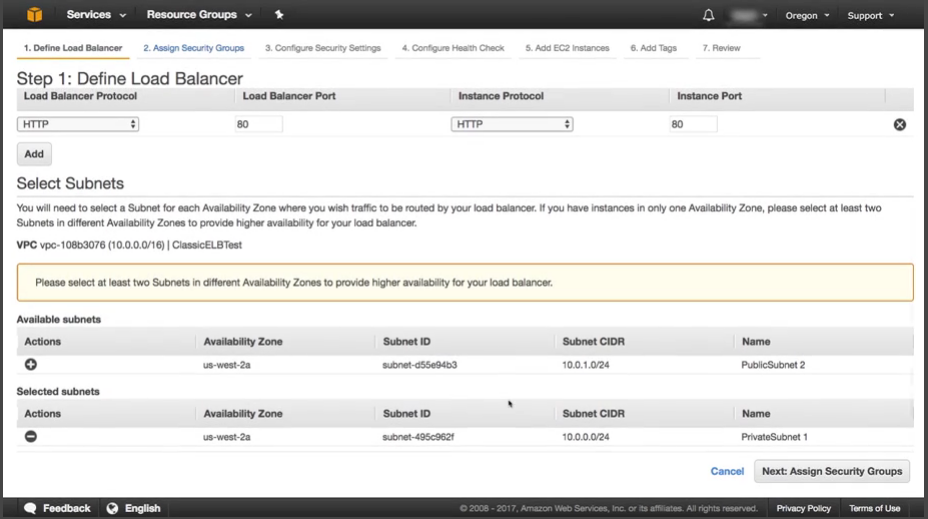 Services Resource Groups Oregon Support
1. Define Load Balancer 2. Assign Security Groups 3. Configure Security Settings 4. Configure Health Check 5. Add EC2 Instances 6. Add Tags 7. Review
Step 1: Define Load Balancer
Load Balancer Protocol Load Balancer Port Instance Protocol Instance Port
HTTP 80 HTTP 80
Add
Select Subnets
You will need to select a Subnet for each Availability Zone where you wish traffic to be routed by your load balancer. If you have instances in only one Availability Zone, please select at least two
Subnets in different Availability Zones to provide higher availability for your load balancer.
VPC vpc-108b3076 (10.0.0.0/16) | ClassicELBTest
Please select at least two Subnets in different Availability Zones to provide higher availability for your load balancer.
Available subnets
Actions Availability Zone Subnet ID Subnet CIDR Name
us-west-2a subnet-d55e94b3 10.0.1.0/24 PublicSubnet 2
Selected subnets
Actions Availability Zone Subnet ID Subnet CIDR Name
us-west-2a subnet-495c962f 10.0.0.0/24 PrivateSubnet 1
Cancel Next: Assign Security Groups
Feedback English © 2008 - 2017, Amazon Web Services, Inc. or its affiliates. All rights reserved. Privacy Policy Terms of Use